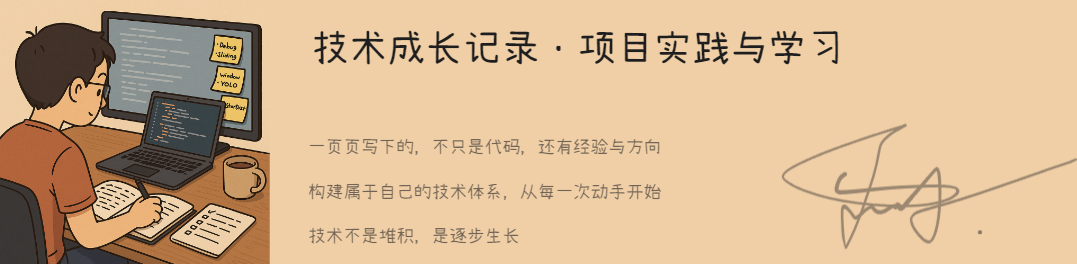 技术成长记录 · 项目实践与学习
一页页写下的，不只是代码，还有经验与方向
构建属于自己的技术体系，从每一次动手开始
技术不是堆积，是逐步生长
·Debug
window
·YOLO